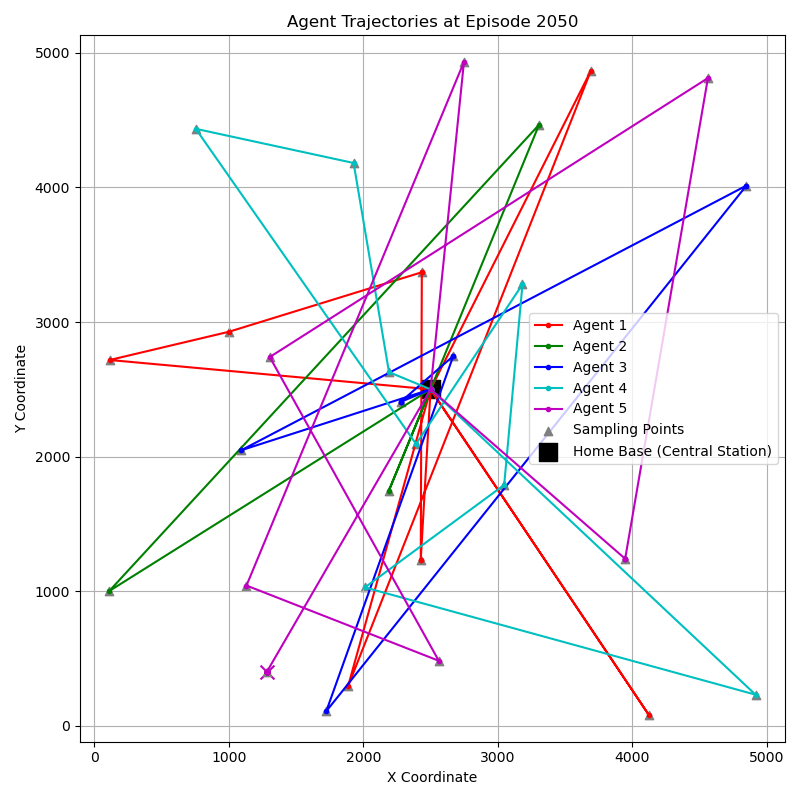 Agent Trajectories at Episode 2050
5000
4000
3000
2000
1000
0
Y Coordinate
Agent 1
Agent 2
Agent 3
Agent 4
Agent 5
Sampling Points
Home Base (Central Station)
0 1000 2000 3000 4000 5000
X Coordinate